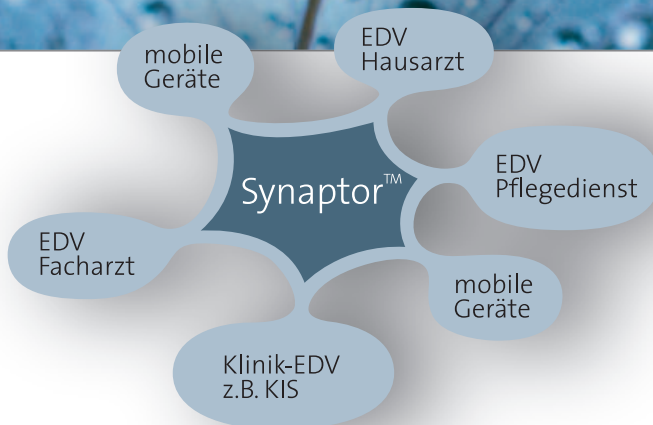 mobile
Geräte
EDV
Hausarzt
Synaptor™
EDV
Pflegedienst
EDV
Facharzt
mobile
Geräte
Klinik-EDV
z.B. KIS